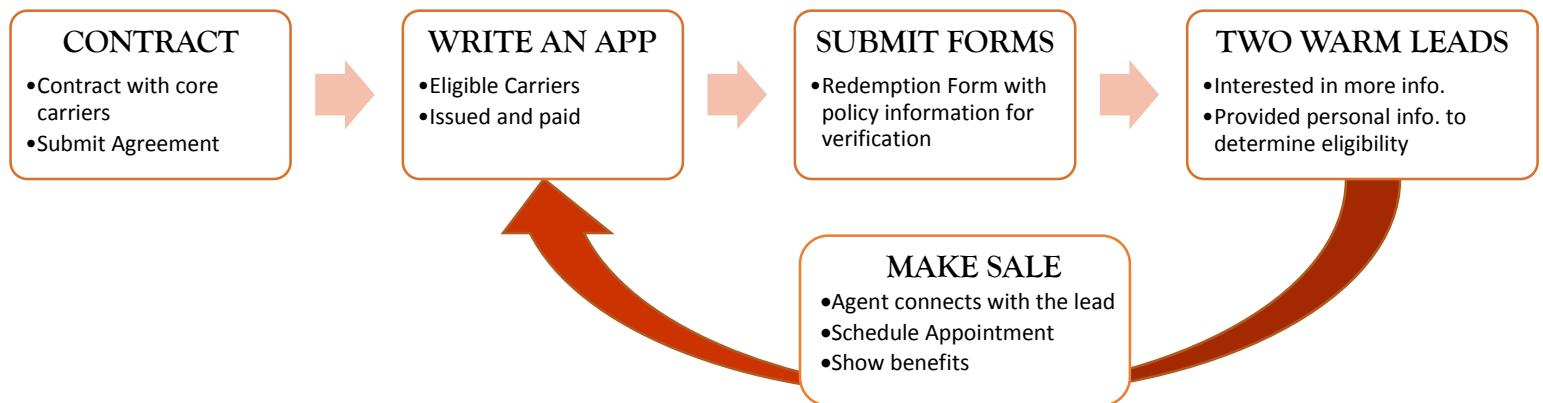 CONTRACT
•Contract with core
carriers
•Submit Agreement
WRITE AN APP
•Eligible Carriers
•Issued and paid
SUBMIT FORMS
•Redemption Form with
policy information for
verification
TWO WARM LEADS
•Interested in more info.
•Provided personal info. to
determine eligibility
MAKE SALE
•Agent connects with the lead
•Schedule Appointment
•Show benefits